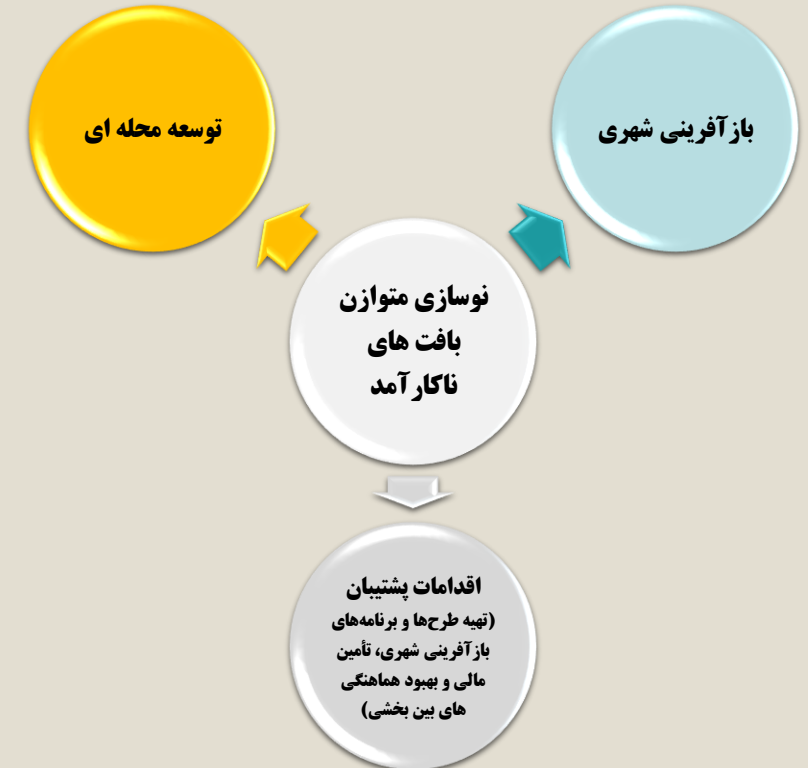 بازآفرینی شهری
توسعه محله ای
نوسازی متوازن
بافت های
ناکارآمد
اقدامات پشتیبان
(تهیه طرح‌ها و برنامه‌های
بازآفرینی شهری، تأمین
مالی و بهبود هماهنگی
های بین بخشی)